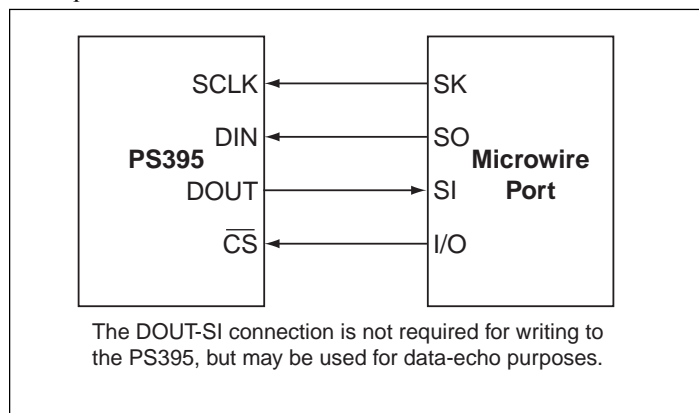 SCLK SK
DIN SO
PS395 Microwire
DOUT SI Port
C̅S̅ I/O
The DOUT-SI connection is not required for writing to
the PS395, but may be used for data-echo purposes.